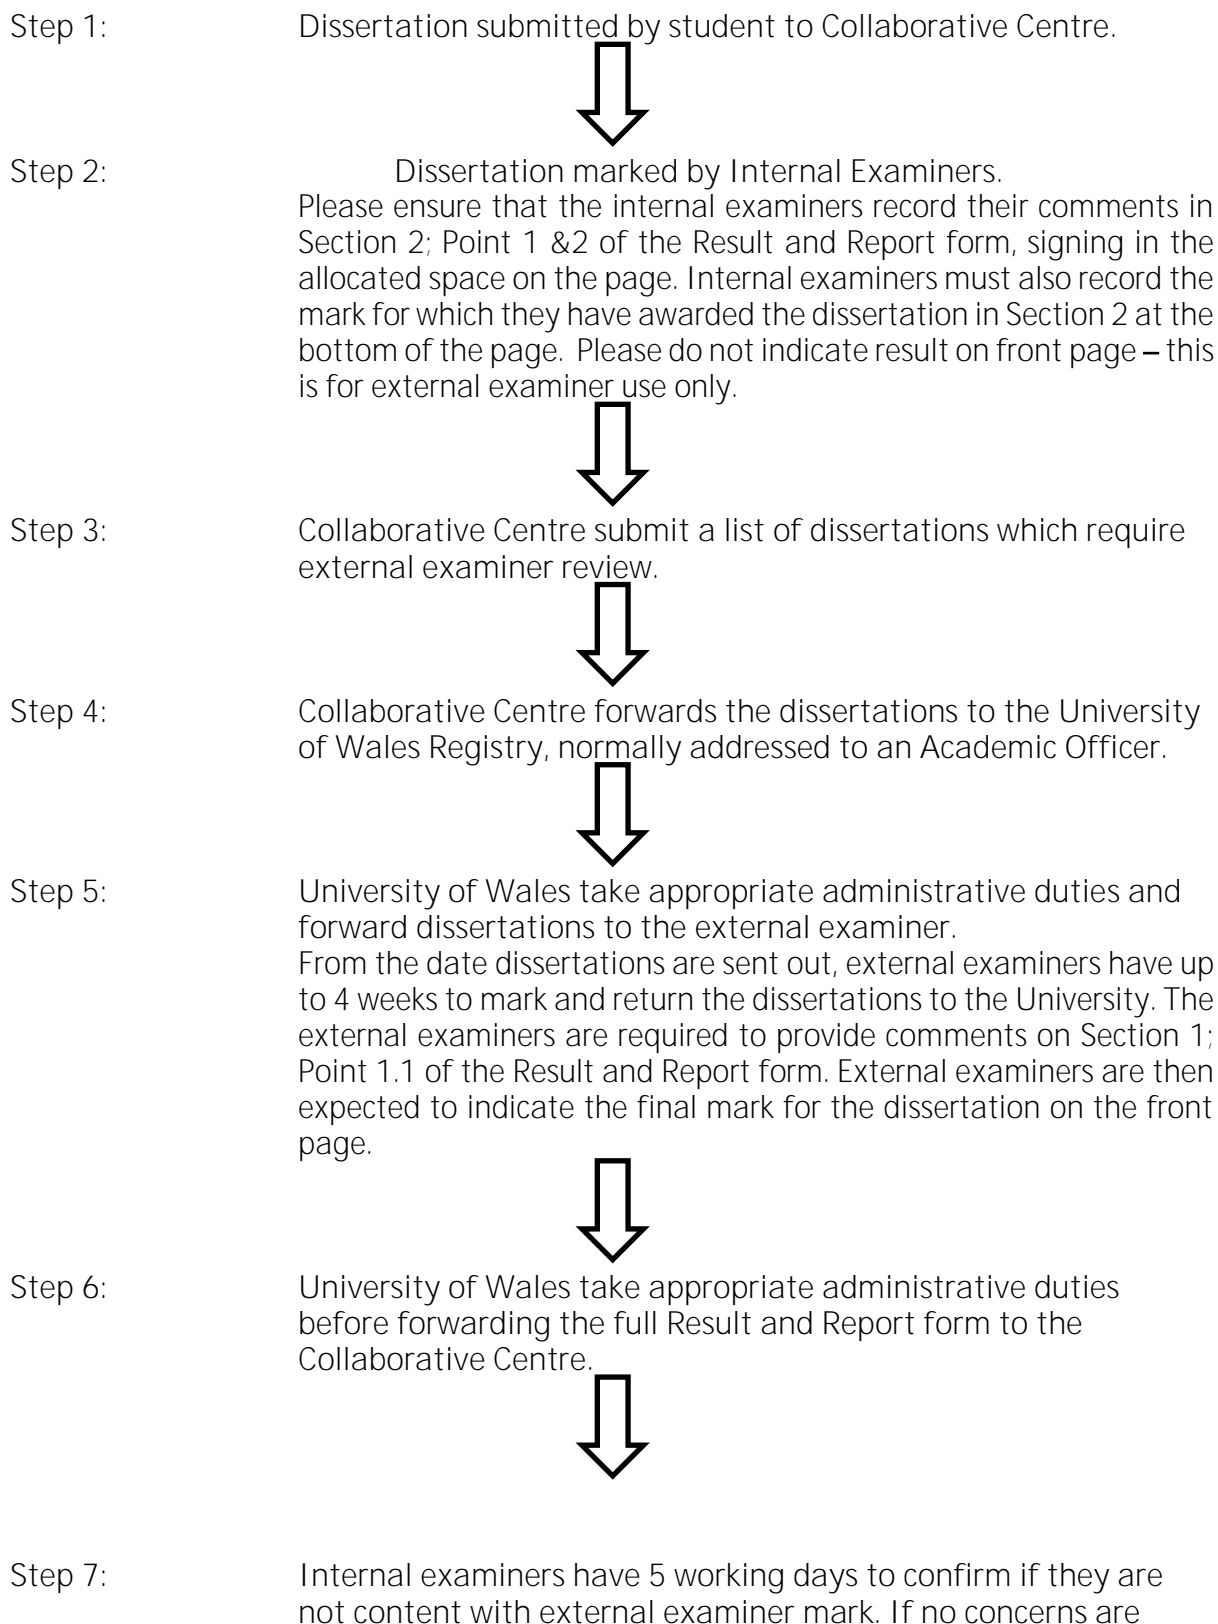 Step 1: Dissertation submitted by student to Collaborative Centre.
Step 2: Dissertation marked by Internal Examiners.
Please ensure that the internal examiners record their comments in
Section 2; Point 1 &2 of the Result and Report form, signing in the
allocated space on the page. Internal examiners must also record the
mark for which they have awarded the dissertation in Section 2 at the
bottom of the page. Please do not indicate result on front page – this
is for external examiner use only.
Step 3: Collaborative Centre submit a list of dissertations which require
external examiner review.
Step 4: Collaborative Centre forwards the dissertations to the University
of Wales Registry, normally addressed to an Academic Officer.
Step 5: University of Wales take appropriate administrative duties and
forward dissertations to the external examiner.
From the date dissertations are sent out, external examiners have up
to 4 weeks to mark and return the dissertations to the University. The
external examiners are required to provide comments on Section 1;
Point 1.1 of the Result and Report form. External examiners are then
expected to indicate the final mark for the dissertation on the front
page.
Step 6: University of Wales take appropriate administrative duties
before forwarding the full Result and Report form to the
Collaborative Centre.
Step 7: Internal examiners have 5 working days to confirm if they are
not content with external examiner mark. If no concerns are